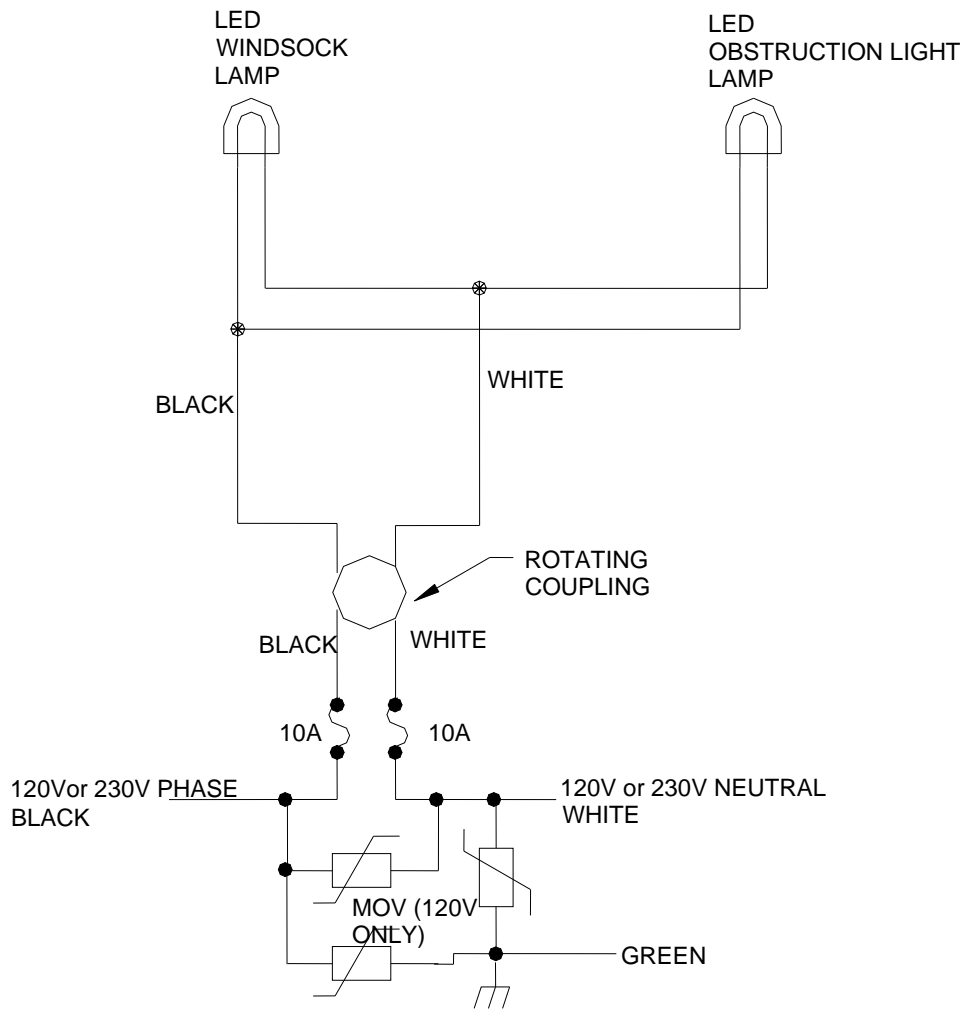 LED
WINDSOCK
LAMP
LED
OBSTRUCTION LIGHT
LAMP
WHITE
BLACK
ROTATING
COUPLING
BLACK
WHITE
10A
10A
120Vor 230V PHASE
BLACK
120V or 230V NEUTRAL
WHITE
MOV (120V
ONLY)
GREEN